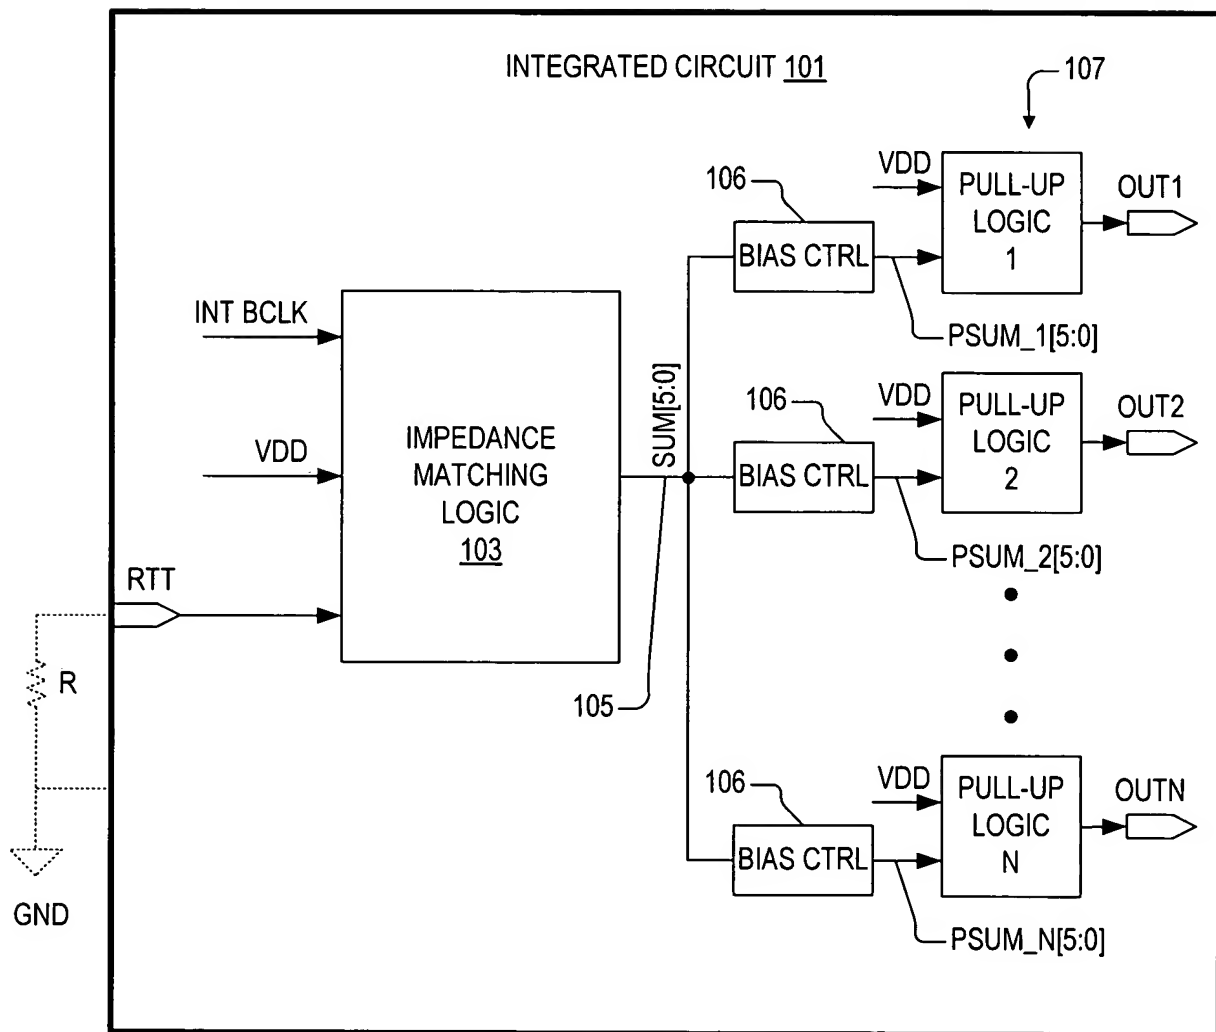 INTEGRATED CIRCUIT 101
107
VDD
PULL-UP
LOGIC
1
OUT1
106
BIAS CTRL
PSUM_1[5:0]
INT BCLK
VDD
IMPEDANCE
MATCHING
LOGIC
103
SUM[5:0]
105
106
BIAS CTRL
VDD
PULL-UP
LOGIC
2
OUT2
PSUM_2[5:0]
RTT
R
GND
106
BIAS CTRL
VDD
PULL-UP
LOGIC
N
OUTN
PSUM_N[5:0]